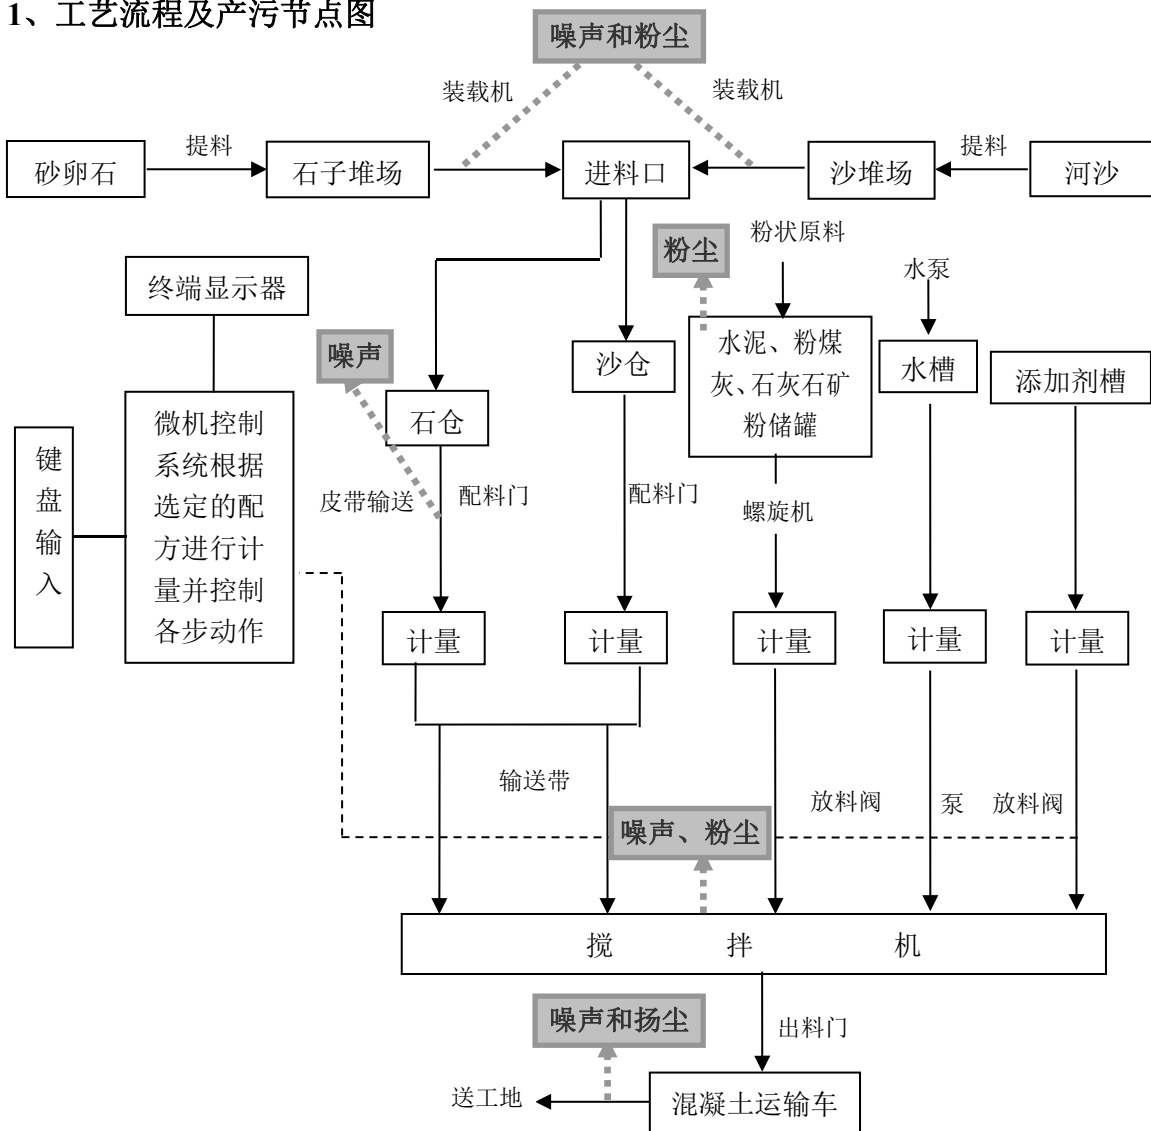 1、工艺流程及产污节点图
噪声和粉尘
装载机
装载机
砂卵石
提料
石子堆场
进料口
沙堆场
提料
河沙
粉尘
粉状原料
水泵
终端显示器
噪声
沙仓
水泥、粉煤
灰、石灰石矿
粉储罐
水槽
添加剂槽
石仓
键
盘
输
入
微机控制
系统根据
选定的配
方进行计
量并控制
各步动作
皮带输送
配料门
配料门
螺旋机
计量
计量
计量
计量
计量
输送带
放料阀
泵
放料阀
噪声、粉尘
搅 拌 机
噪声和扬尘
出料门
送工地
混凝土运输车